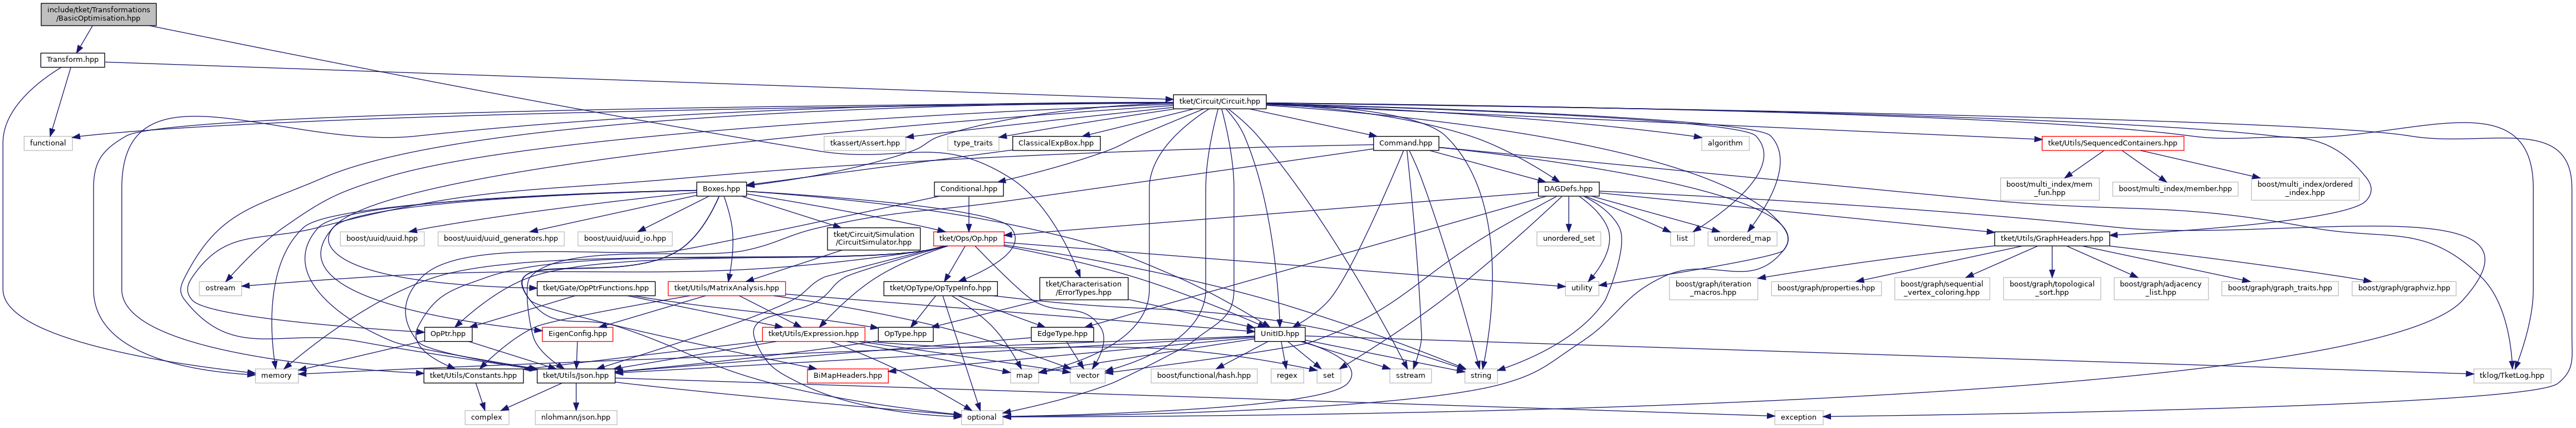 include/tket/Transformations
/BasicOptimisation.hpp
Transform.hpp
tket/Circuit/Circuit.hpp
functional
tkassert/Assert.hpp
type_traits
ClassicalExpBox.hpp
Command.hpp
algorithm
tket/Utils/SequencedContainers.hpp
Boxes.hpp
Conditional.hpp
DAGDefs.hpp
boost/multi_index/mem
_fun.hpp
boost/multi_index/member.hpp
boost/multi_index/ordered
_index.hpp
boost/uuid/uuid.hpp
boost/uuid/uuid_generators.hpp
boost/uuid/uuid_io.hpp
tket/Circuit/Simulation
/CircuitSimulator.hpp
tket/Ops/Op.hpp
unordered_set
list
unordered_map
tket/Utils/GraphHeaders.hpp
ostream
tket/Gate/OpPtrFunctions.hpp
tket/Utils/MatrixAnalysis.hpp
tket/OpType/OpTypeInfo.hpp
tket/Characterisation
/ErrorTypes.hpp
utility
boost/graph/iteration
_macros.hpp
boost/graph/properties.hpp
boost/graph/sequential
_vertex_coloring.hpp
boost/graph/topological
_sort.hpp
boost/graph/adjacency
_list.hpp
boost/graph/graph_traits.hpp
boost/graph/graphviz.hpp
OpPtr.hpp
EigenConfig.hpp
tket/Utils/Expression.hpp
OpType.hpp
EdgeType.hpp
UnitID.hpp
memory
tket/Utils/Constants.hpp
tket/Utils/Json.hpp
BiMapHeaders.hpp
map
vector
boost/functional/hash.hpp
regex
set
sstream
string
tklog/TketLog.hpp
complex
nlohmann/json.hpp
optional
exception